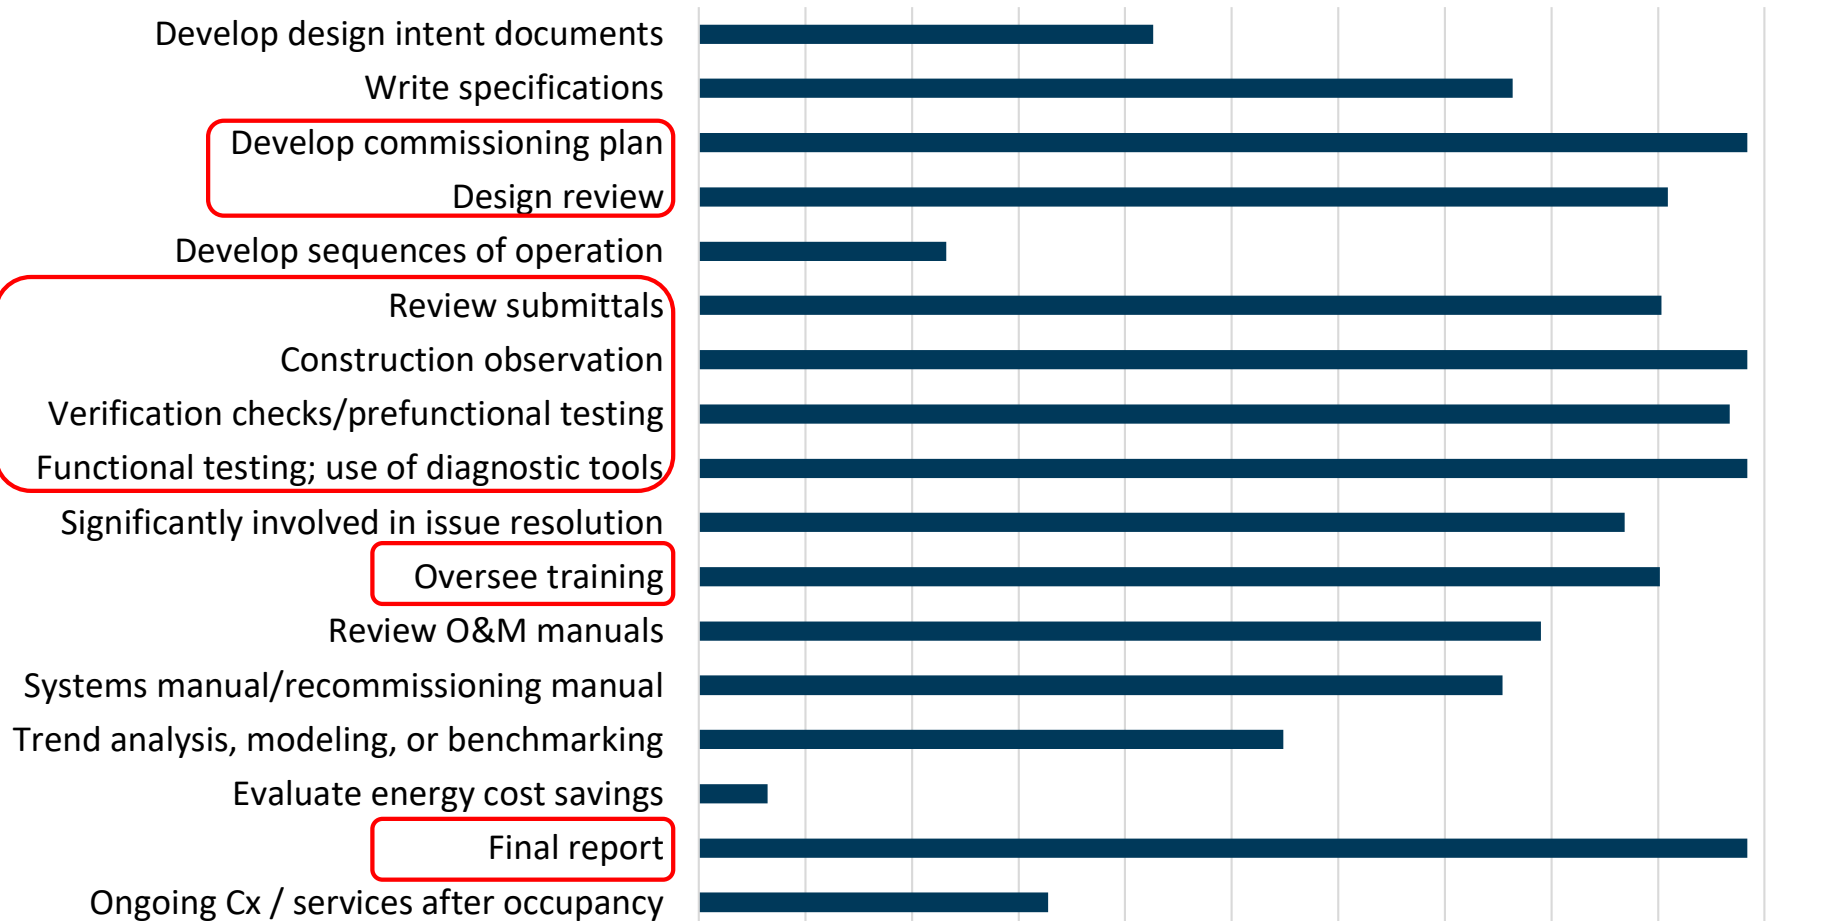 Develop design intent documents
Write specifications
Develop commissioning plan
Design review
Develop sequences of operation
Review submittals
Construction observation
Verification checks/prefunctional testing
Functional testing; use of diagnostic tools
Significantly involved in issue resolution
Oversee training
Review O&M manuals
Systems manual/recommissioning manual
Trend analysis, modeling, or benchmarking
Evaluate energy cost savings
Final report
Ongoing Cx / services after occupancy